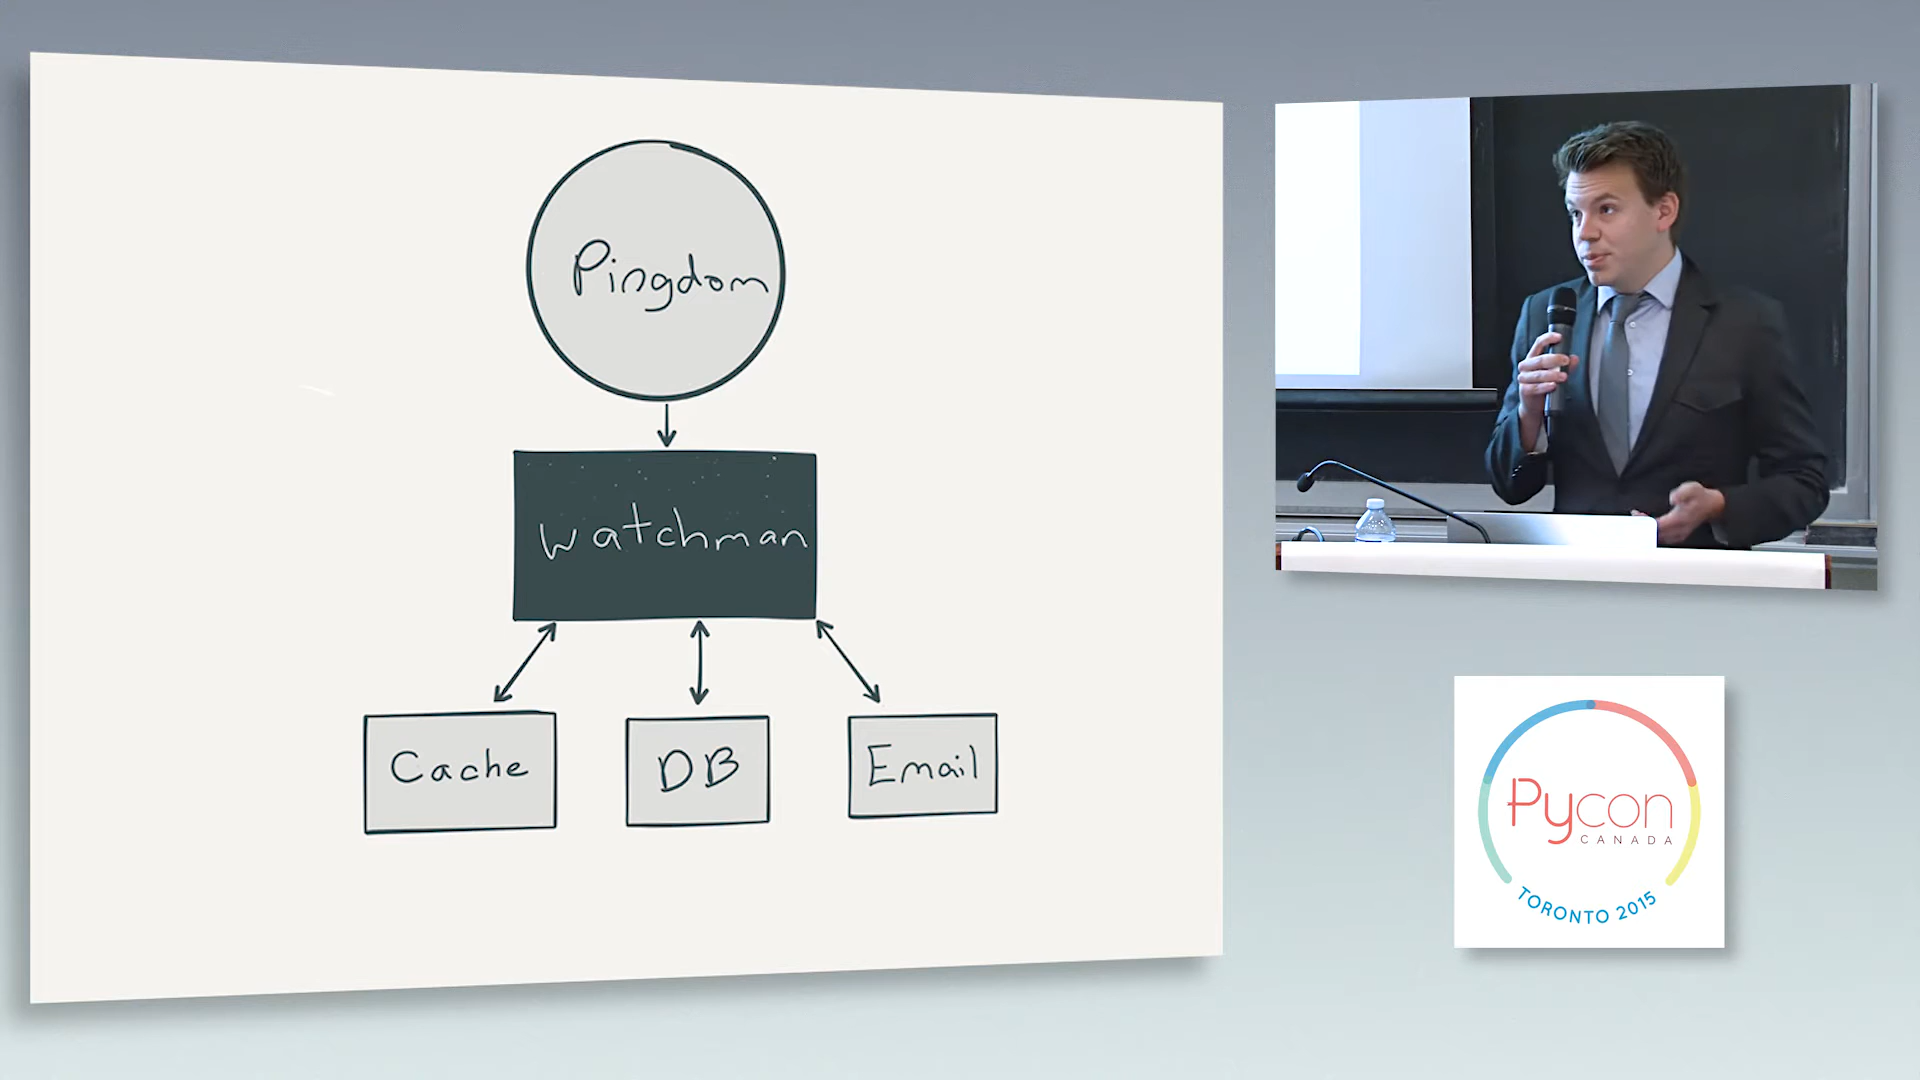 Pingdom
Watchman
Cache
DB
Email
Pycon
CANADA
TORONTO 2015